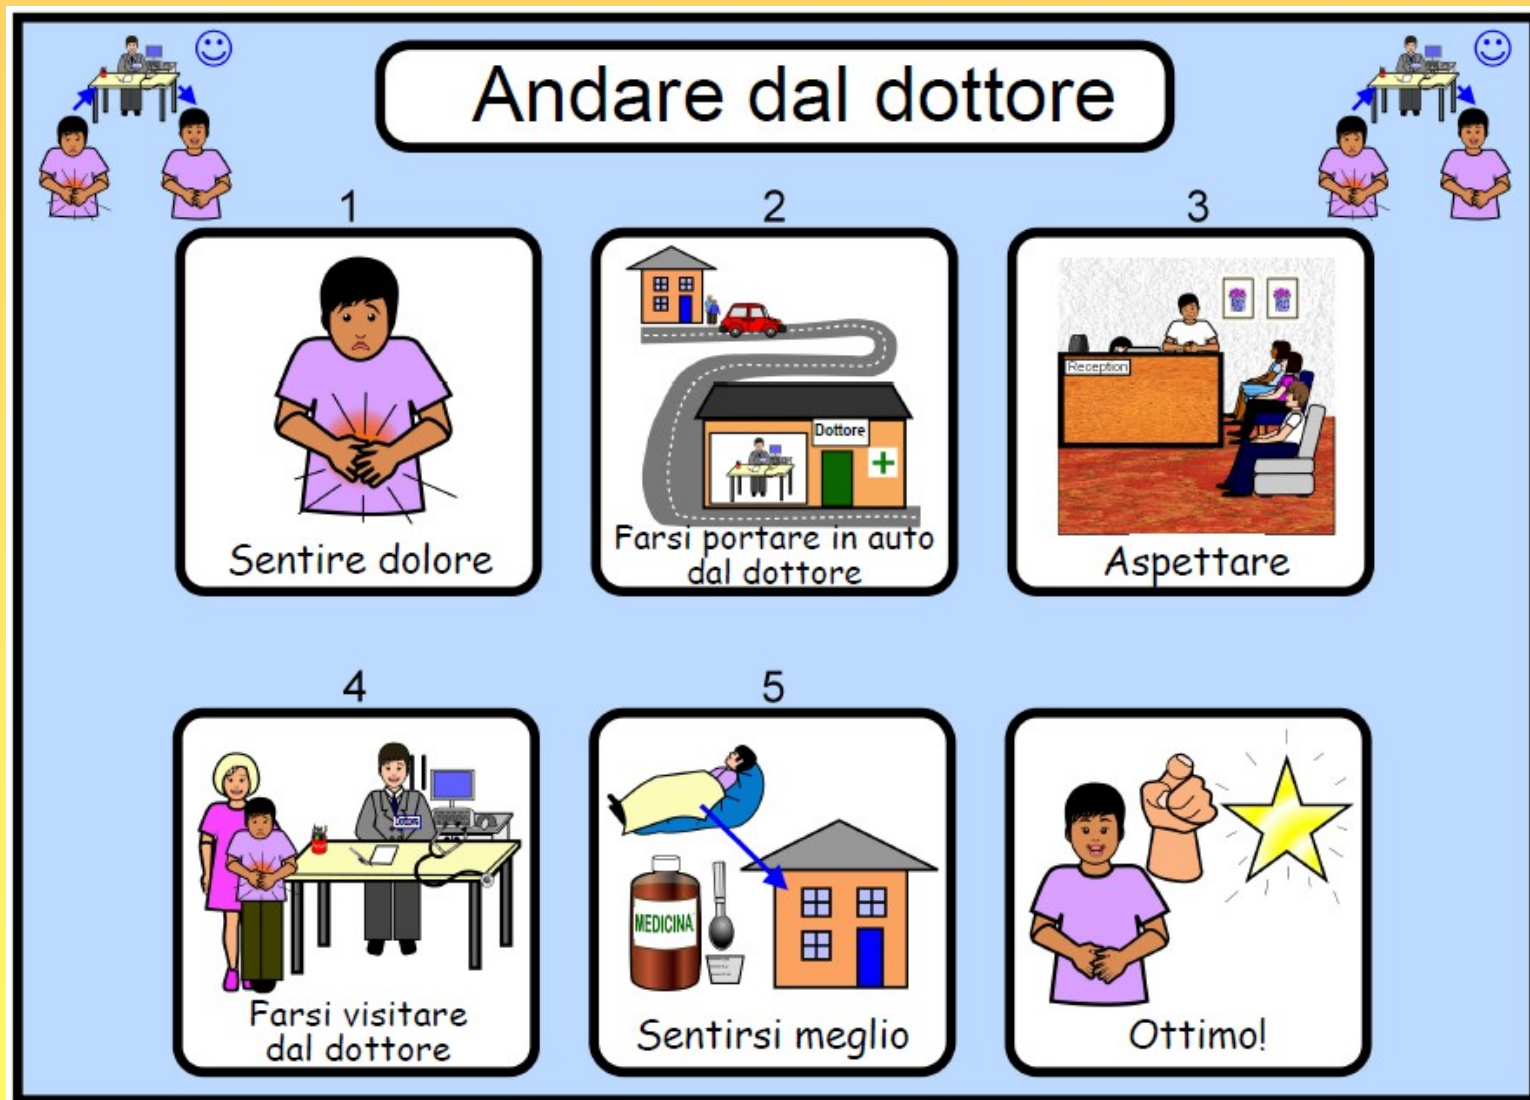 Andare dal dottore
1
2
3
Dottore
Reception
Sentire dolore
Farsi portare in auto
dal dottore
Aspettare
4
5
Dottore
MEDICINA
Farsi visitare
dal dottore
Sentirsi meglio
Ottimo!